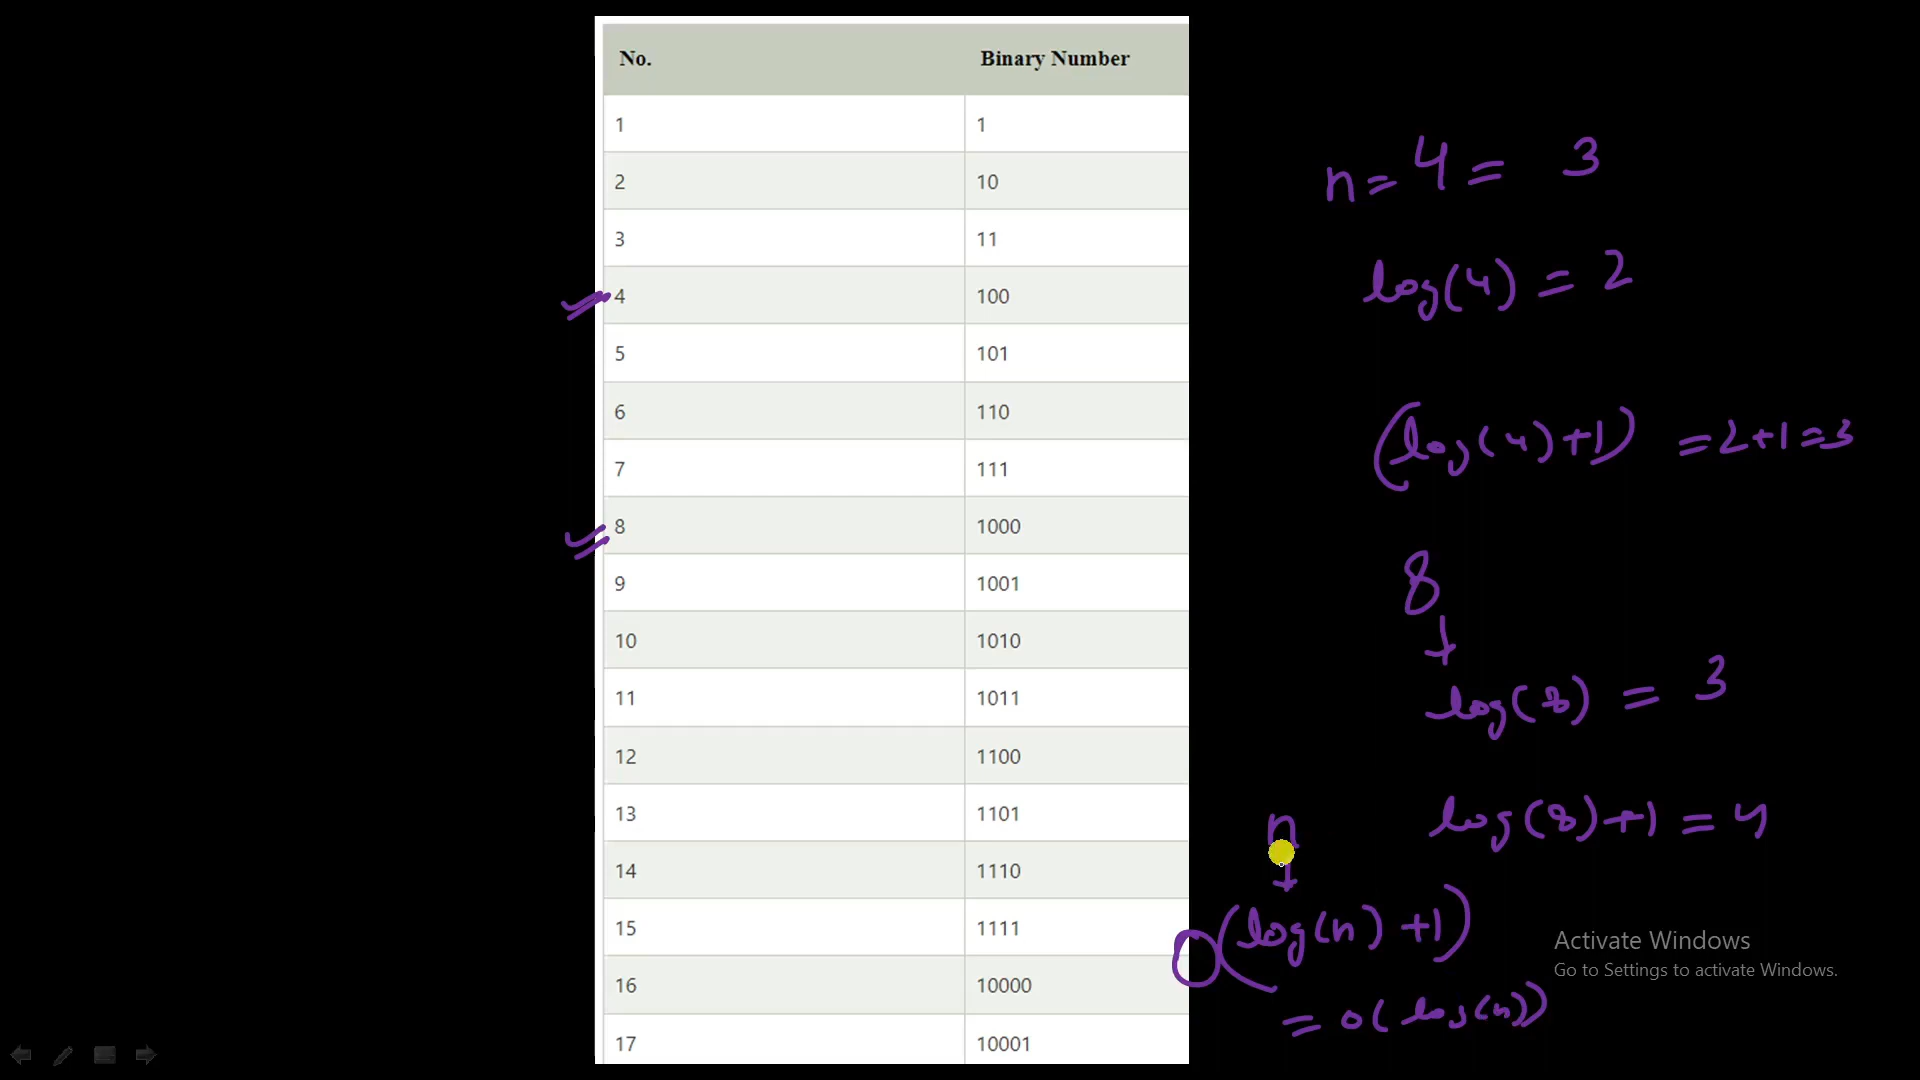 No. Binary Number
1 1
2 10
3 11
4 100
5 101
6 110
7 111
8 1000
9 1001
10 1010
11 1011
12 1100
13 1101
14 1110
15 1111
16 10000
17 10001
n = 4 = 3
log(4) = 2
(log(4)+1) = 2+1=3
8
log(8) = 3
log(8)+1 = 4
n
O(log(n)+1)
= O(log(n))
Activate Windows
Go to Settings to activate Windows.